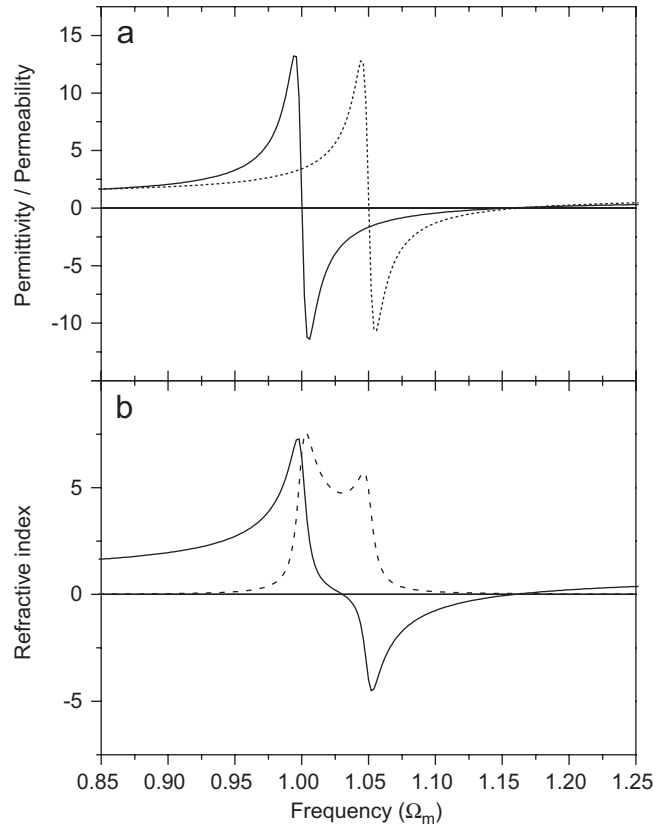 a
15
10
5
0
-5
-10
Permittivity / Permeability
b
5
0
-5
Refractive index
0.85 0.90 0.95 1.00 1.05 1.10 1.15 1.20 1.25
Frequency (Ωm)